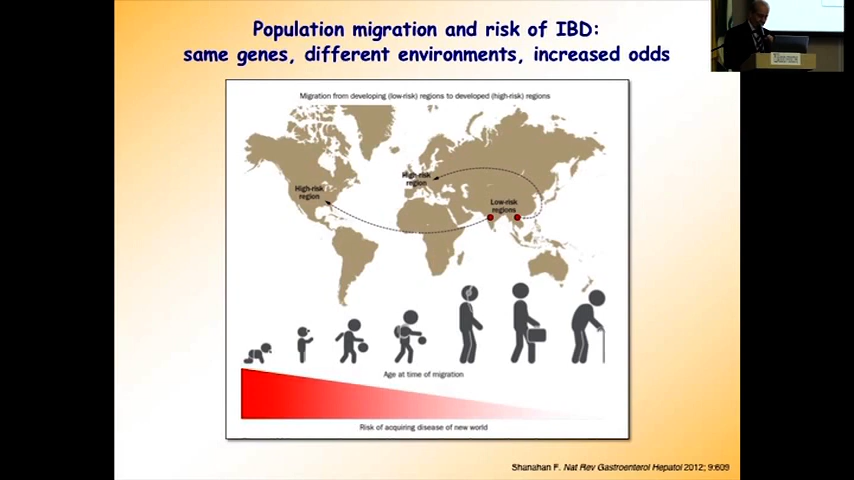 Population migration and risk of IBD:
same genes, different environments, increased odds
Migration from developing (low-risk) regions to developed (high-risk) regions
High-risk
region
High-risk
region
Low-risk
regions
Age at time of migration
Risk of acquiring disease of new world
Shanahan F. Nat Rev Gastroenterol Hepatol 2012; 9:609